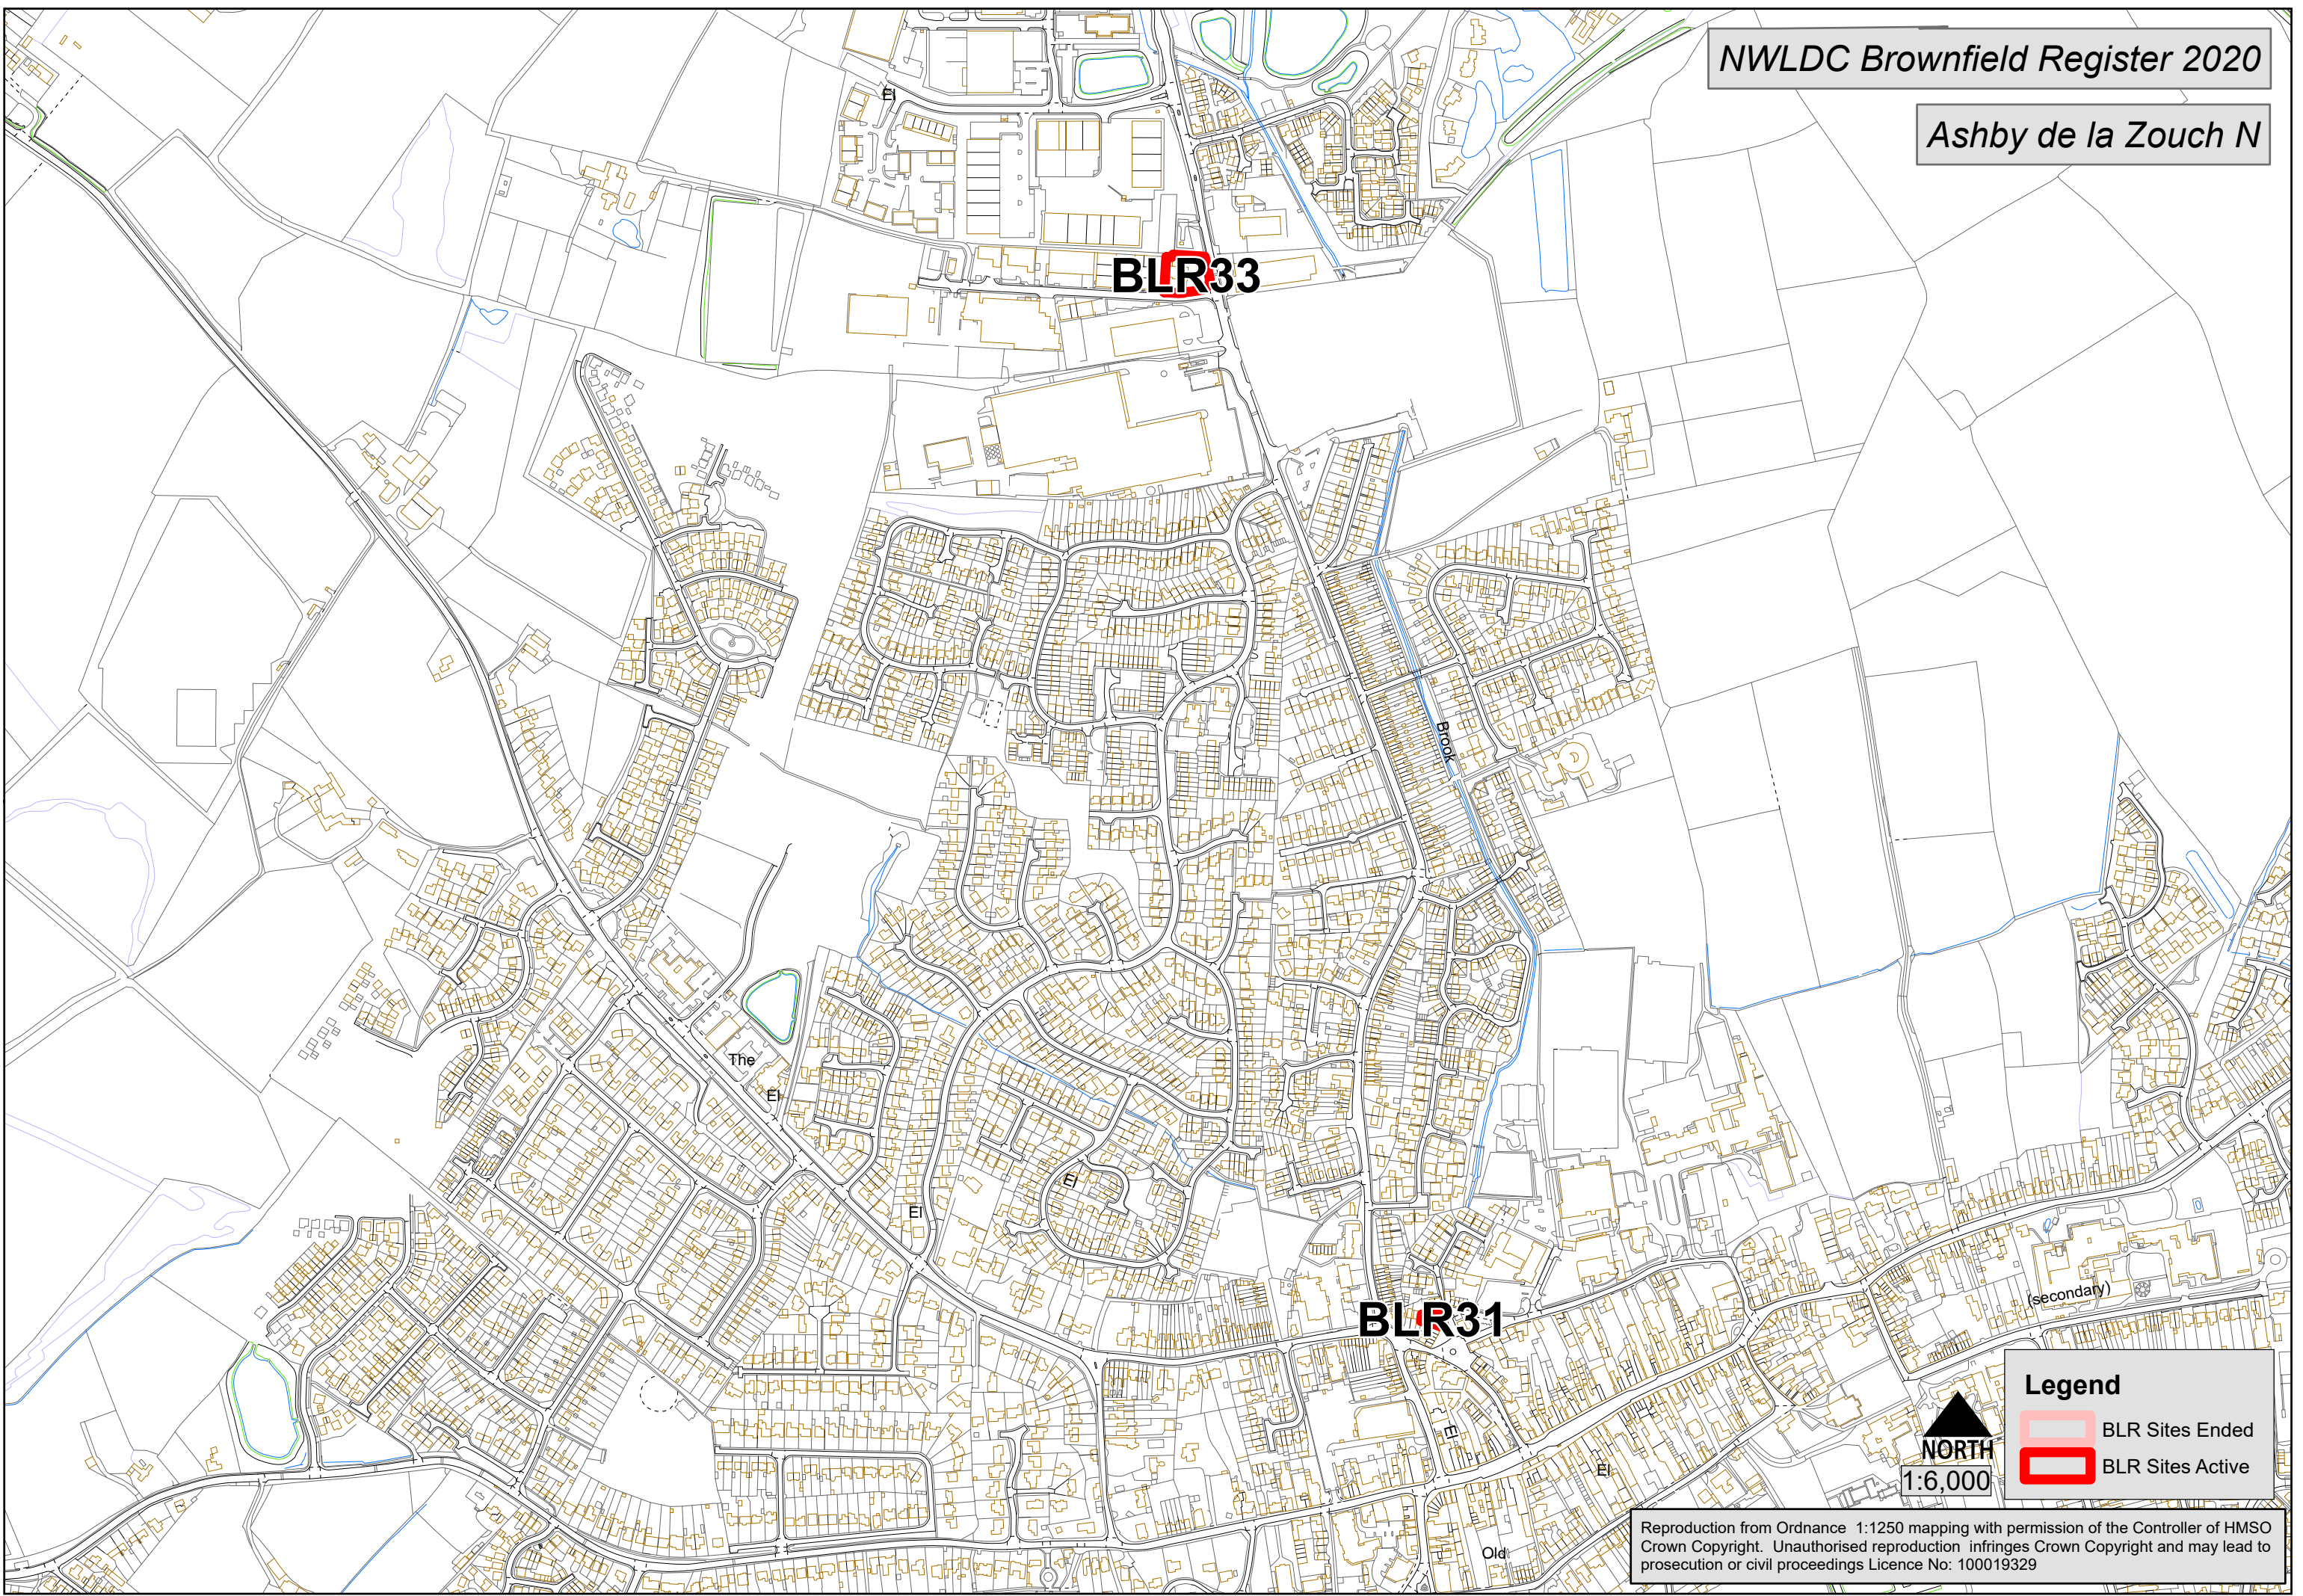 NWLDC Brownfield Register 2020
Ashby de la Zouch N
El
BLR33
Brook
The
El
El
El
(secondary)
BLR31
El
El
Old
NORTH
1:6,000
Legend
BLR Sites Ended
BLR Sites Active
Reproduction from Ordnance 1:1250 mapping with permission of the Controller of HMSO
Crown Copyright. Unauthorised reproduction infringes Crown Copyright and may lead to
prosecution or civil proceedings Licence No: 100019329